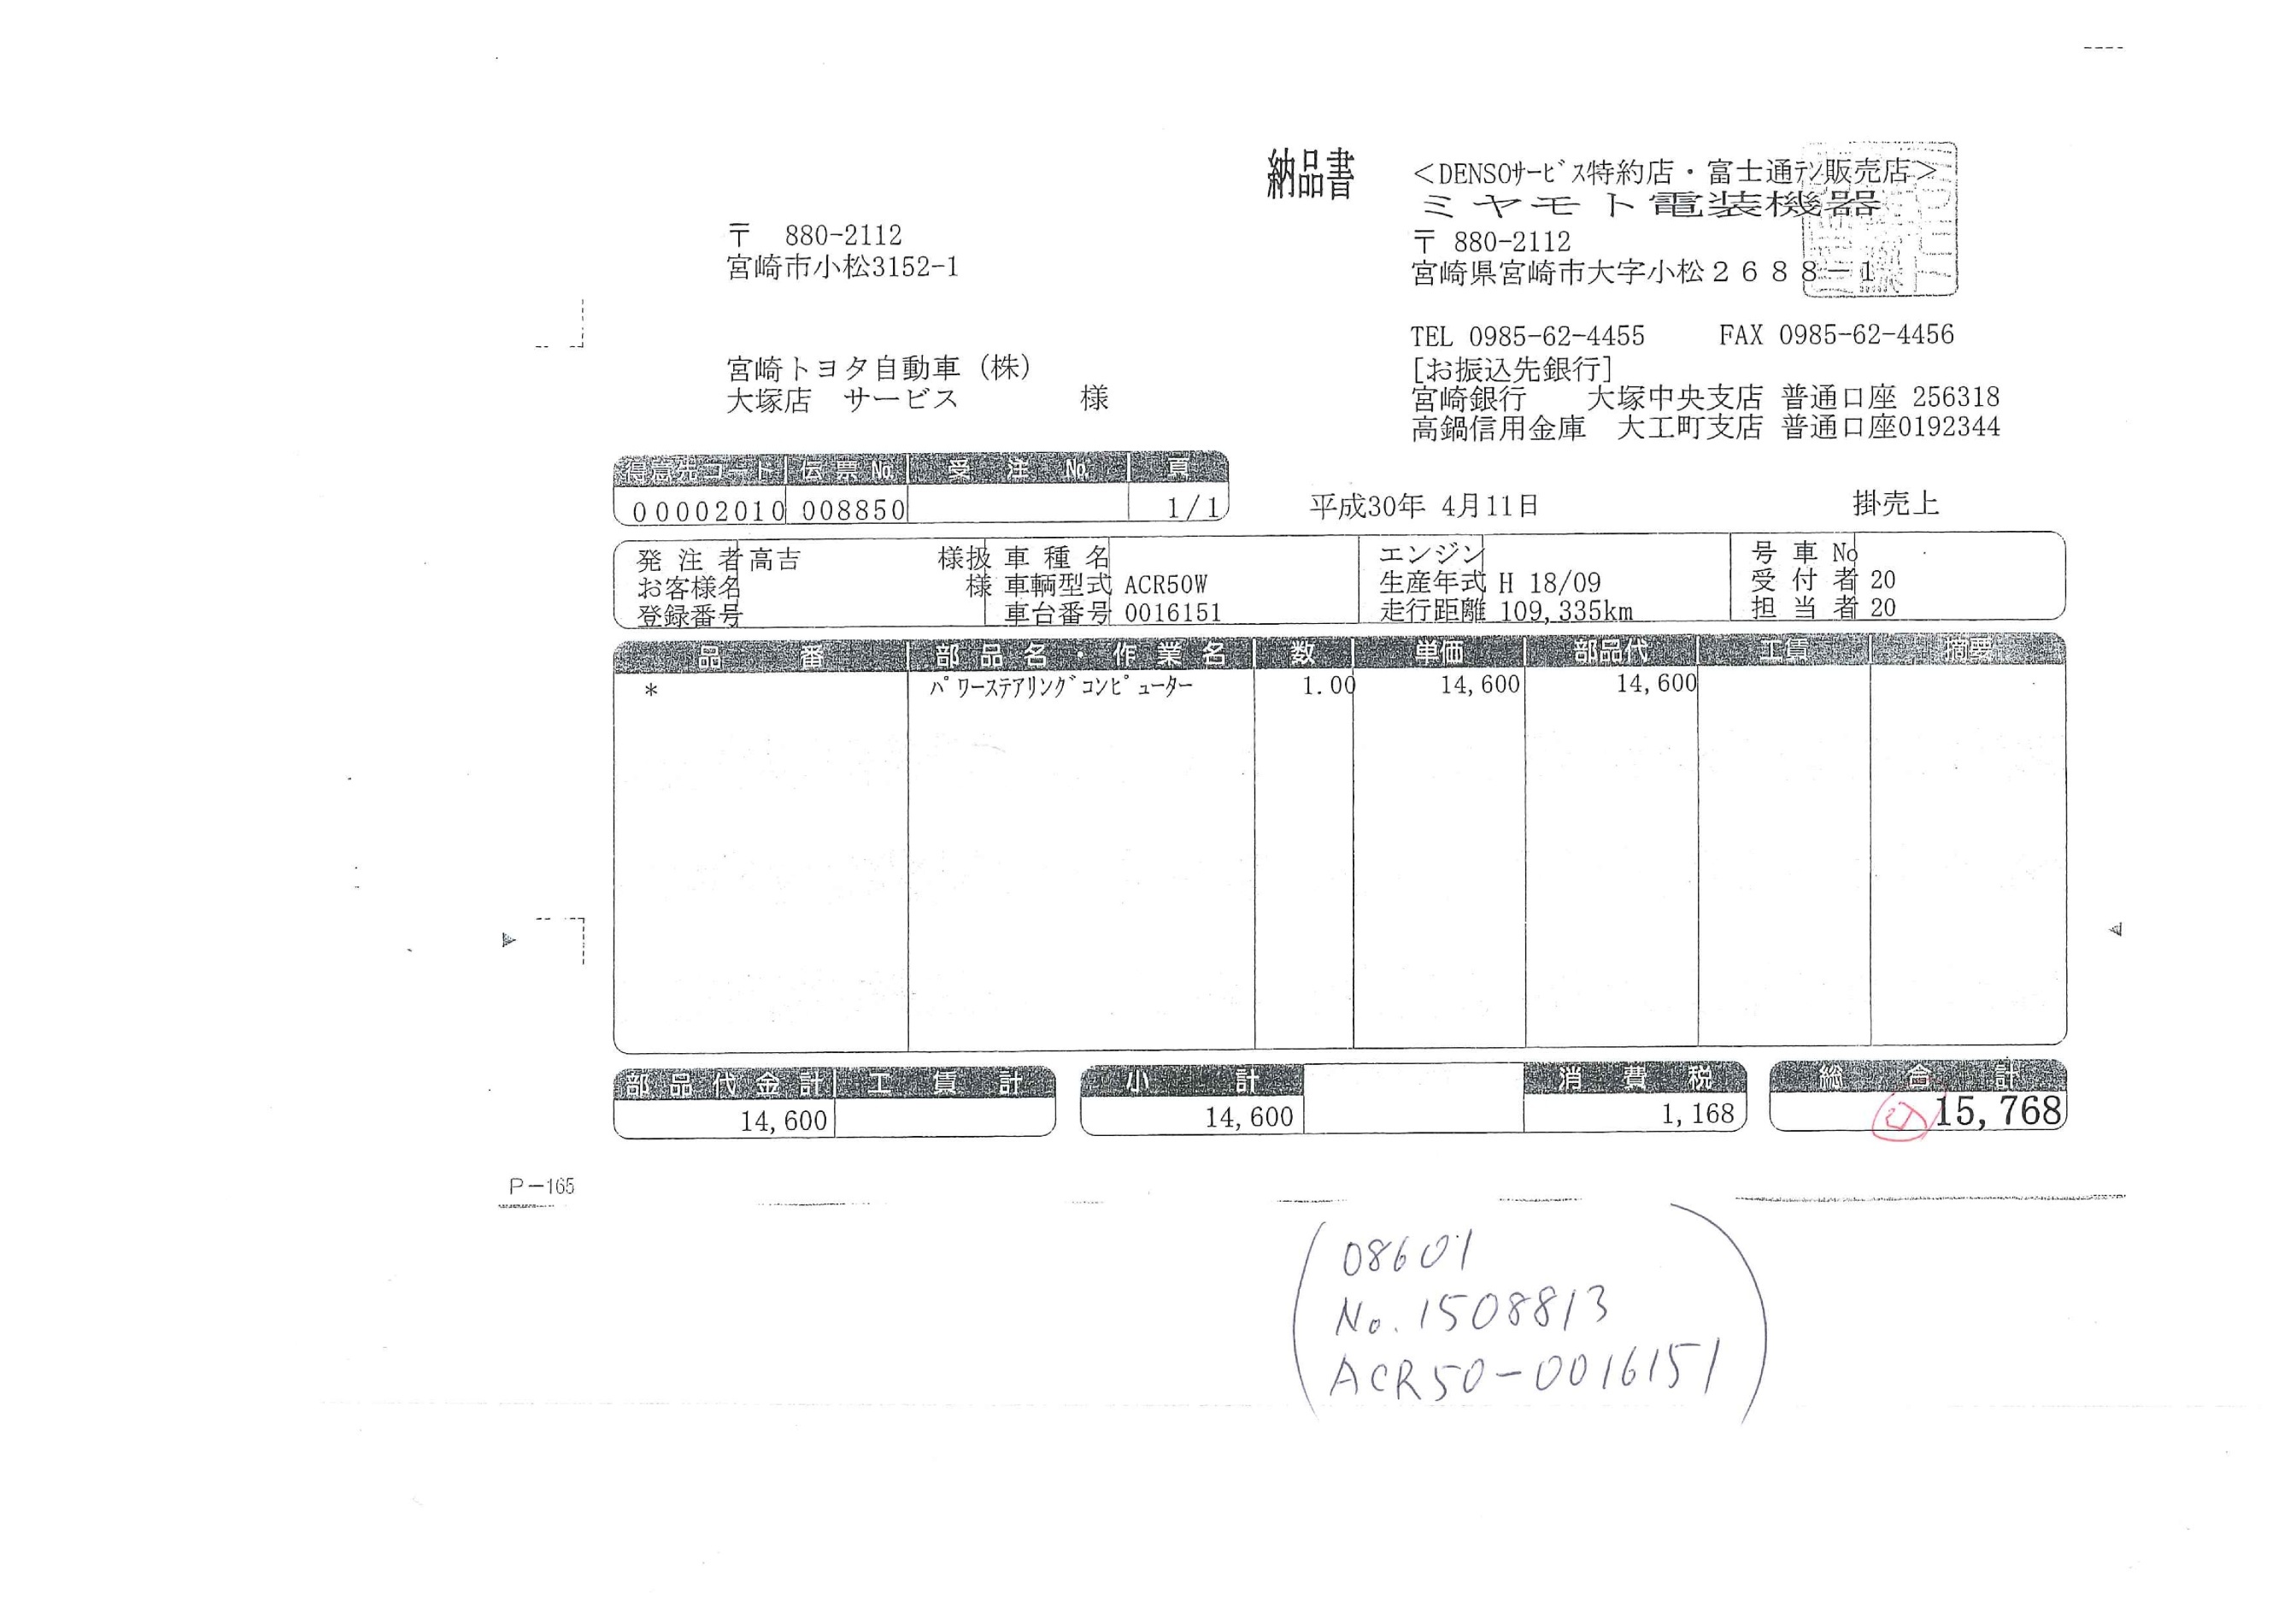 納品書
〒 880-2112
宮崎市小松3152-1
宮崎トヨタ自動車（株）
大塚店 サービス 様
＜DENSOｻｰﾋﾞｽ特約店・富士通ﾃﾝ販売店＞
ミヤモト電装機器
〒 880-2112
宮崎県宮崎市大字小松２６８８－１
TEL 0985-62-4455 FAX 0985-62-4456
[お振込先銀行]
宮崎銀行 大塚中央支店 普通口座 256318
高鍋信用金庫 大工町支店 普通口座0192344
得意先コード 伝票№ 受注№ 頁
00002010 008850 1/1
平成30年 4月11日 掛売上
発注者 高吉 様扱 車種名 エンジン 号車No
お客様名 様 車輌型式 ACR50W 生産年式 H 18/09 受付者 20
登録番号 車台番号 0016151 走行距離 109,335km 担当者 20
品番 部品名・作業名 数 単価 部品代 工賃 摘要
* ﾊﾟﾜｰｽﾃｱﾘﾝｸﾞｺﾝﾋﾟｭｰﾀｰ 1.00 14,600 14,600
部品代金計 工賃計 小計 消費税 総合計
14,600 14,600 1,168 15,768
P－165
08601
No. 1508813
ACR50-0016151